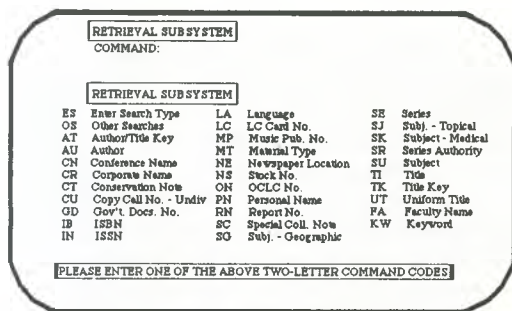 RETRIEVAL SUBSYSTEM
COMMAND:
RETRIEVAL SUBSYSTEM
ES Enter Search Type LA Language SE Series
OS Other Searches LC LC Card No. SJ Subj. - Topical
AT Author/Title Key MP Music Pub. No. SK Subject - Medical
AU Author MT Material Type SR Series Authority
CN Conference Name NE Newspaper Location SU Subject
CR Corporate Name NS Stock No. TI Title
CT Conservation Note ON OCLC No. TK Title Key
CU Copy Call No. - Undiv PN Personal Name UT Uniform Title
GD Gov't. Docs. No. RN Report No. FA Faculty Name
IB ISBN SC Special Coll. Note KW Keyword
IN ISSN SG Subj. - Geographic
PLEASE ENTER ONE OF THE ABOVE TWO-LETTER COMMAND CODES